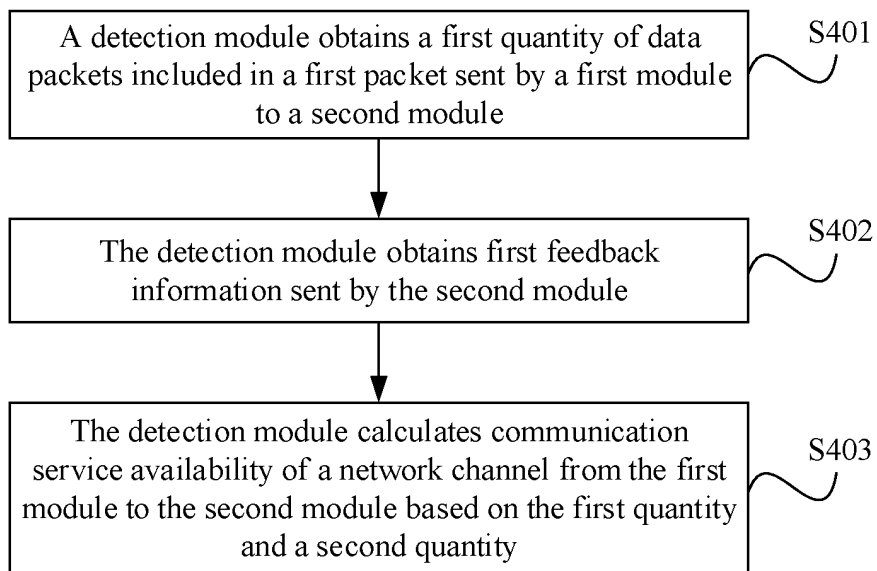 A detection module obtains a first quantity of data
packets included in a first packet sent by a first module
to a second module
S401
The detection module obtains first feedback
information sent by the second module
S402
The detection module calculates communication
service availability of a network channel from the first
module to the second module based on the first quantity
and a second quantity
S403